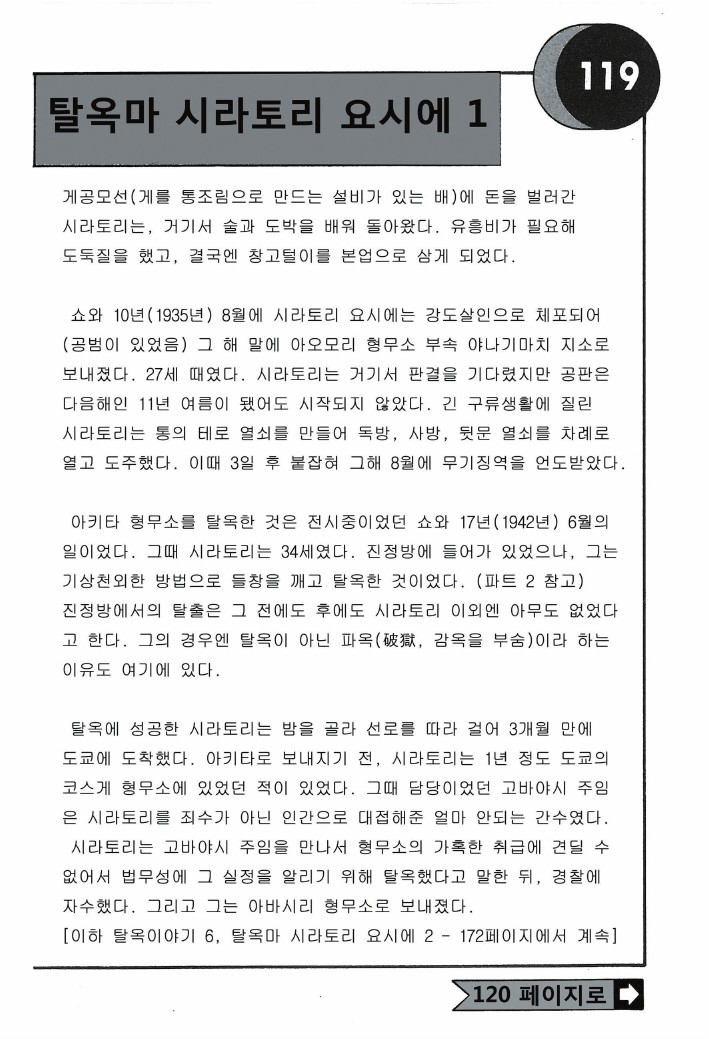 119
탈옥마 시라토리 요시에 1
게공모선(게를 통조림으로 만드는 설비가 있는 배)에 돈을 벌러간
시라토리는, 거기서 술과 도박을 배워 돌아왔다. 유흥비가 필요해
도둑질을 했고, 결국엔 창고털이를 본업으로 삼게 되었다.
쇼와 10년(1935년) 8월에 시라토리 요시에는 강도살인으로 체포되어
(공범이 있었음) 그 해 말에 아오모리 형무소 부속 야나기마치 지소로
보내졌다. 27세 때였다. 시라토리는 거기서 판결을 기다렸지만 공판은
다음해인 11년 여름이 됐어도 시작되지 않았다. 긴 구류생활에 질린
시라토리는 통의 테로 열쇠를 만들어 독방, 사방, 뒷문 열쇠를 차례로
열고 도주했다. 이때 3일 후 붙잡혀 그해 8월에 무기징역을 언도받았다.
아키타 형무소를 탈옥한 것은 전시중이었던 쇼와 17년(1942년) 6월의
일이었다. 그때 시라토리는 34세였다. 진정방에 들어가 있었으나, 그는
기상천외한 방법으로 들창을 깨고 탈옥한 것이었다. (파트 2 참고)
진정방에서의 탈출은 그 전에도 후에도 시라토리 이외엔 아무도 없었다
고 한다. 그의 경우엔 탈옥이 아닌 파옥(破獄, 감옥을 부숨)이라 하는
이유도 여기에 있다.
탈옥에 성공한 시라토리는 밤을 골라 선로를 따라 걸어 3개월 만에
도쿄에 도착했다. 아키타로 보내지기 전, 시라토리는 1년 정도 도쿄의
코스게 형무소에 있었던 적이 있었다. 그때 담당이었던 고바야시 주임
은 시라토리를 죄수가 아닌 인간으로 대접해준 얼마 안되는 간수였다.
시라토리는 고바야시 주임을 만나서 형무소의 가혹한 취급에 견딜 수
없어서 법무성에 그 실정을 알리기 위해 탈옥했다고 말한 뒤, 경찰에
자수했다. 그리고 그는 아바시리 형무소로 보내졌다.
[이하 탈옥이야기 6, 탈옥마 시라토리 요시에 2 - 172페이지에서 계속]
120 페이지로